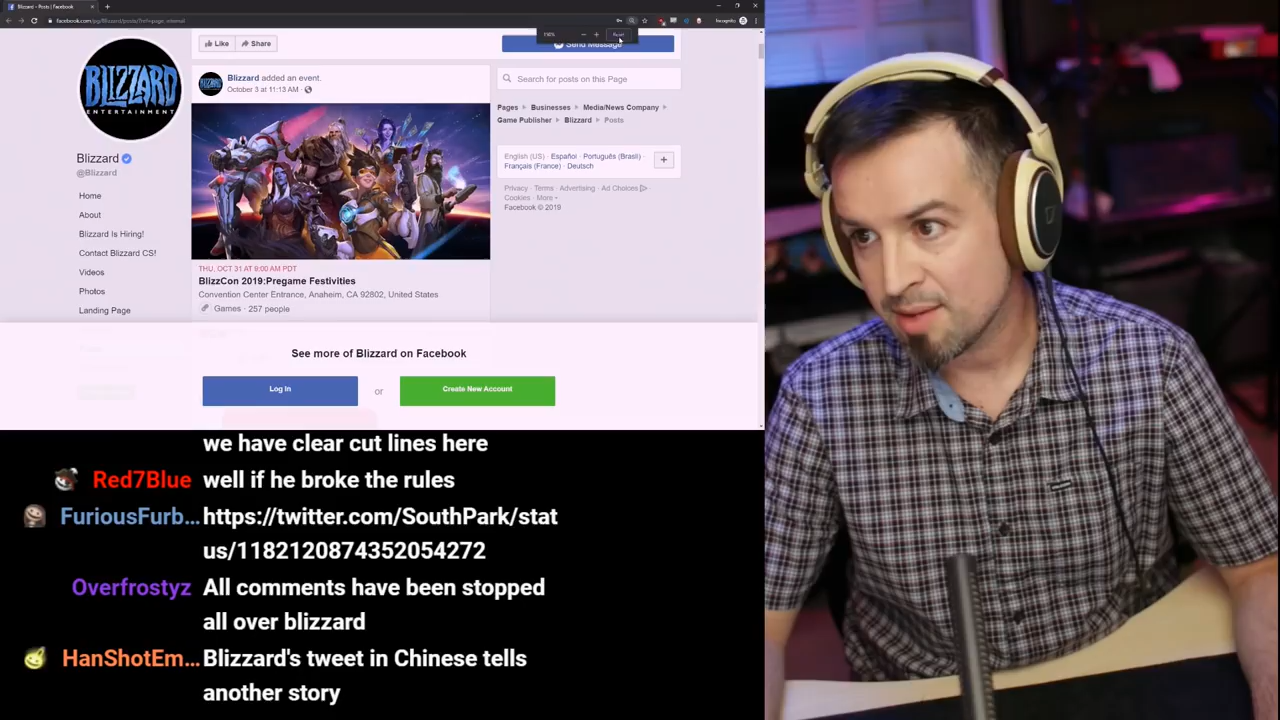 Blizzard - Posts | Facebook
Incognito
110%
Reset
BLIZZARD
ENTERTAINMENT
Blizzard
@Blizzard
Home
About
Blizzard Is Hiring!
Contact Blizzard CS!
Videos
Photos
Landing Page
Like
Share
Send Message
Blizzard added an event.
October 3 at 11:13 AM ·
THU, OCT 31 AT 9:00 AM PDT
BlizzCon 2019:Pregame Festivities
Convention Center Entrance, Anaheim, CA 92802, United States
Games · 257 people
Search for posts on this Page
Pages Businesses Media/News Company
Game Publisher Blizzard Posts
English (US) · Español · Português (Brasil) ·
Français (France) · Deutsch
Privacy · Terms · Advertising · Ad Choices ·
Cookies · More
Facebook © 2019
See more of Blizzard on Facebook
Log In or Create New Account
we have clear cut lines here
Red7Blue well if he broke the rules
FuriousFurb... https://twitter.com/SouthPark/stat
us/1182120874352054272
Overfrostyz All comments have been stopped
all over blizzard
HanShotEm... Blizzard's tweet in Chinese tells
another story